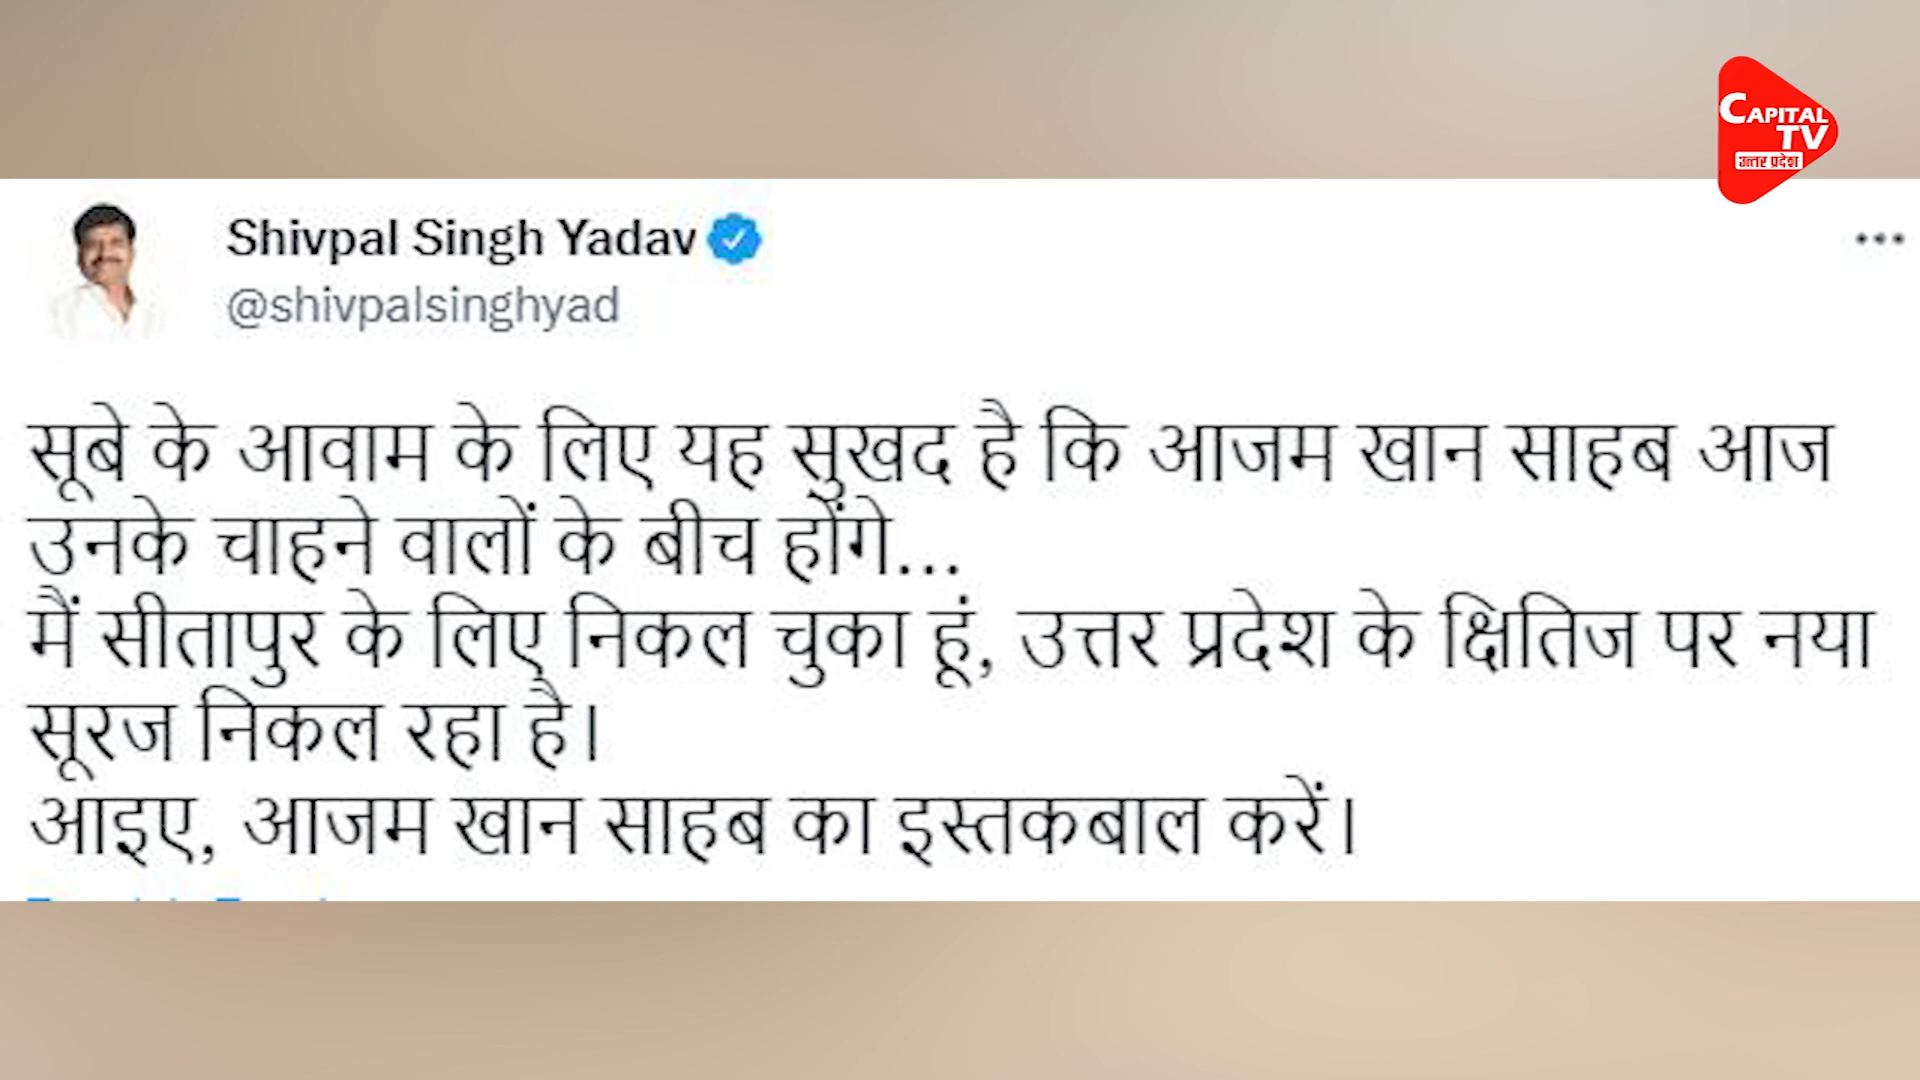 CAPITAL
TV
उत्तर प्रदेश
Shivpal Singh Yadav
@shivpalsinghyad
सूबे के आवाम के लिए यह सुखद है कि आजम खान साहब आज
उनके चाहने वालों के बीच होंगे...
मैं सीतापुर के लिए निकल चुका हूं, उत्तर प्रदेश के क्षितिज पर नया
सूरज निकल रहा है।
आइए, आजम खान साहब का इस्तकबाल करें।